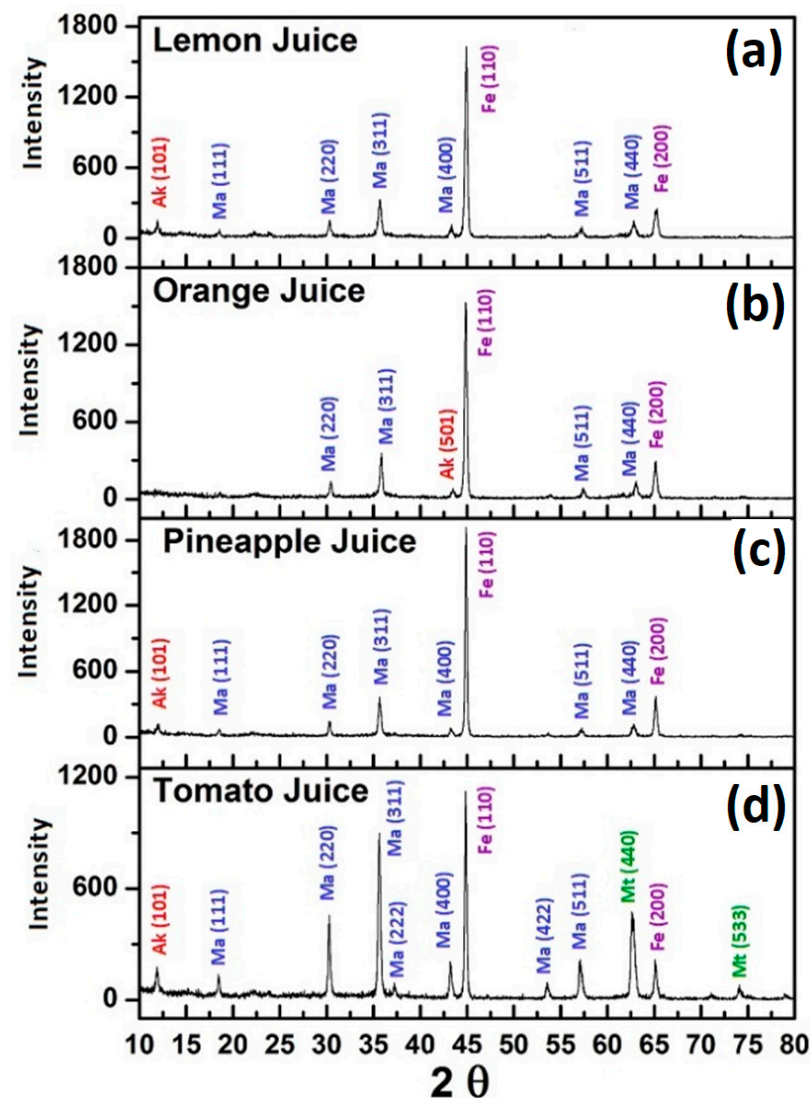 1800
1200
600
0
Intensity
Lemon Juice
(a)
Ak (101)
Ma (111)
Ma (220)
Ma (311)
Ma (400)
Fe (110)
Ma (511)
Ma (440)
Fe (200)
1800
1200
600
0
Intensity
Orange Juice
(b)
Ma (220)
Ma (311)
Ak (501)
Fe (110)
Ma (511)
Ma (440)
Fe (200)
1800
1200
600
0
Intensity
Pineapple Juice
(c)
Ak (101)
Ma (111)
Ma (220)
Ma (311)
Ma (400)
Fe (110)
Ma (511)
Ma (440)
Fe (200)
1200
600
0
Intensity
Tomato Juice
(d)
Ak (101)
Ma (111)
Ma (220)
Ma (311)
Ma (222)
Ma (400)
Fe (110)
Ma (422)
Ma (511)
Mt (440)
Fe (200)
Mt (533)
10 15 20 25 30 35 40 45 50 55 60 65 70 75 80
2 θ